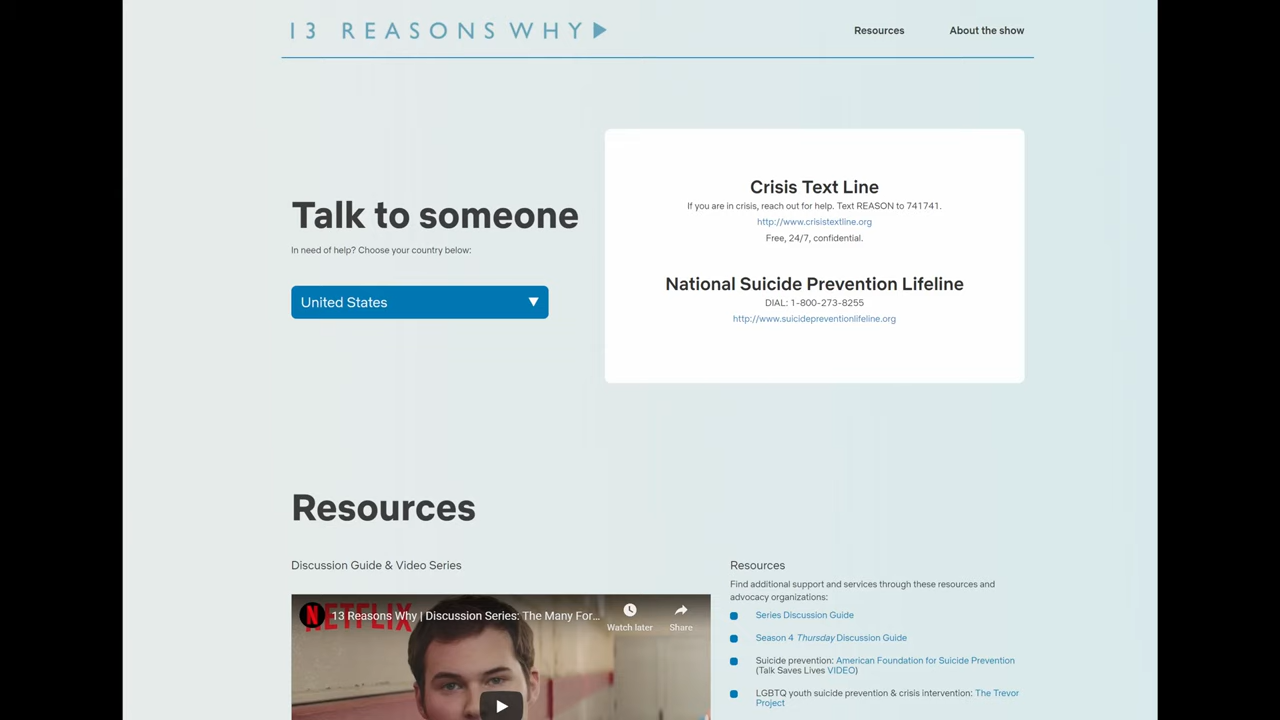 13 REASONS WHY
Resources
About the show
Talk to someone
In need of help? Choose your country below:
United States
Crisis Text Line
If you are in crisis, reach out for help. Text REASON to 741741.
http://www.crisistextline.org
Free, 24/7, confidential.
National Suicide Prevention Lifeline
DIAL: 1-800-273-8255
http://www.suicidepreventionlifeline.org
Resources
Discussion Guide & Video Series
NETFLIX
13 Reasons Why | Discussion Series: The Many For...
Watch later
Share
Resources
Find additional support and services through these resources and
advocacy organizations:
Series Discussion Guide
Season 4 Thursday Discussion Guide
Suicide prevention: American Foundation for Suicide Prevention
(Talk Saves Lives VIDEO)
LGBTQ youth suicide prevention & crisis intervention: The Trevor
Project